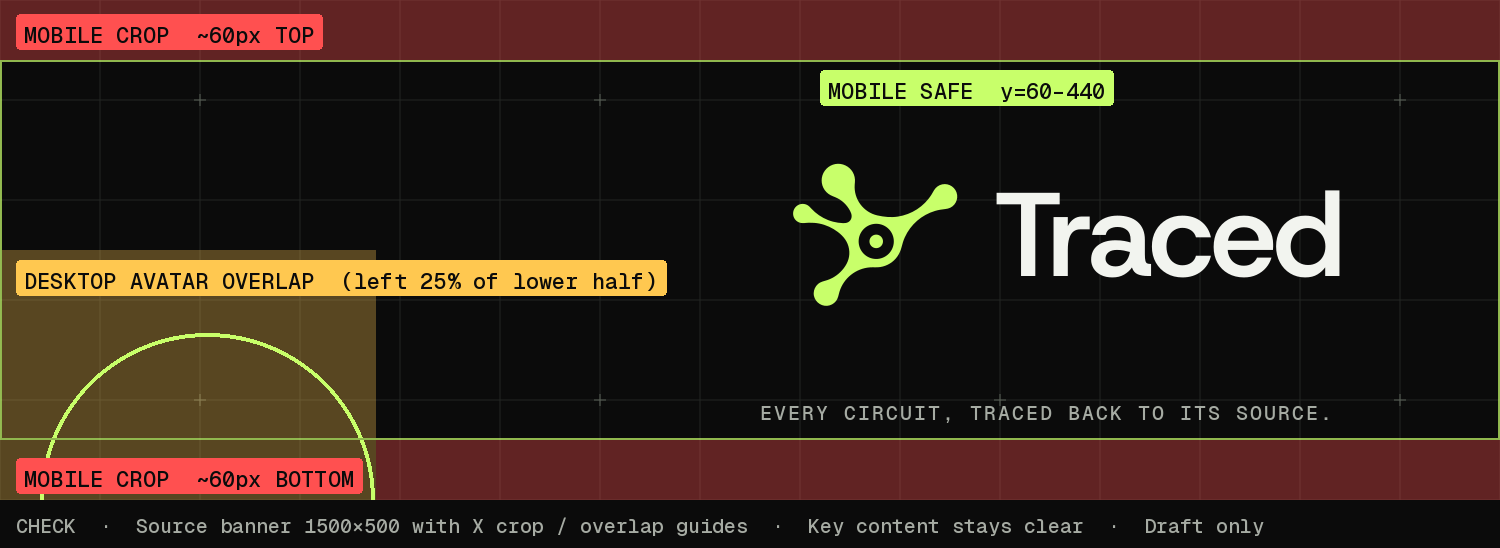 MOBILE CROP ~60px TOP
MOBILE SAFE y=60–440
Traced
DESKTOP AVATAR OVERLAP (left 25% of lower half)
EVERY CIRCUIT, TRACED BACK TO ITS SOURCE.
MOBILE CROP ~60px BOTTOM
CHECK · Source banner 1500×500 with X crop / overlap guides · Key content stays clear · Draft only